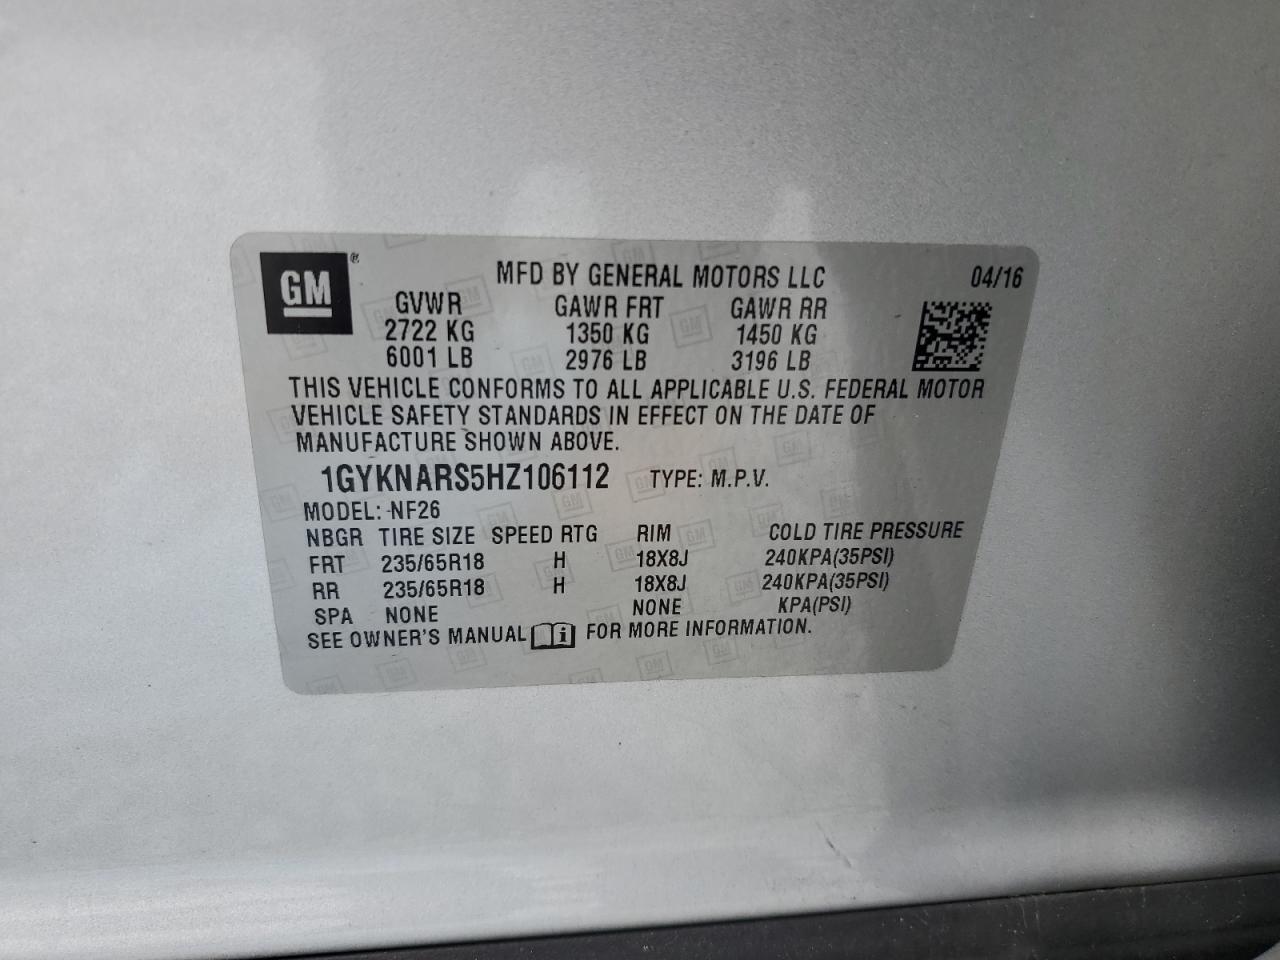 GM ®
MFD BY GENERAL MOTORS LLC 04/16
GVWR GAWR FRT GAWR RR
2722 KG 1350 KG 1450 KG
6001 LB 2976 LB 3196 LB
THIS VEHICLE CONFORMS TO ALL APPLICABLE U.S. FEDERAL MOTOR
VEHICLE SAFETY STANDARDS IN EFFECT ON THE DATE OF
MANUFACTURE SHOWN ABOVE.
1GYKNARS5HZ106112 TYPE: M.P.V.
MODEL: NF26
NBGR TIRE SIZE SPEED RTG RIM COLD TIRE PRESSURE
FRT 235/65R18 H 18X8J 240KPA(35PSI)
RR 235/65R18 H 18X8J 240KPA(35PSI)
SPA NONE NONE KPA(PSI)
SEE OWNER'S MANUAL i FOR MORE INFORMATION.